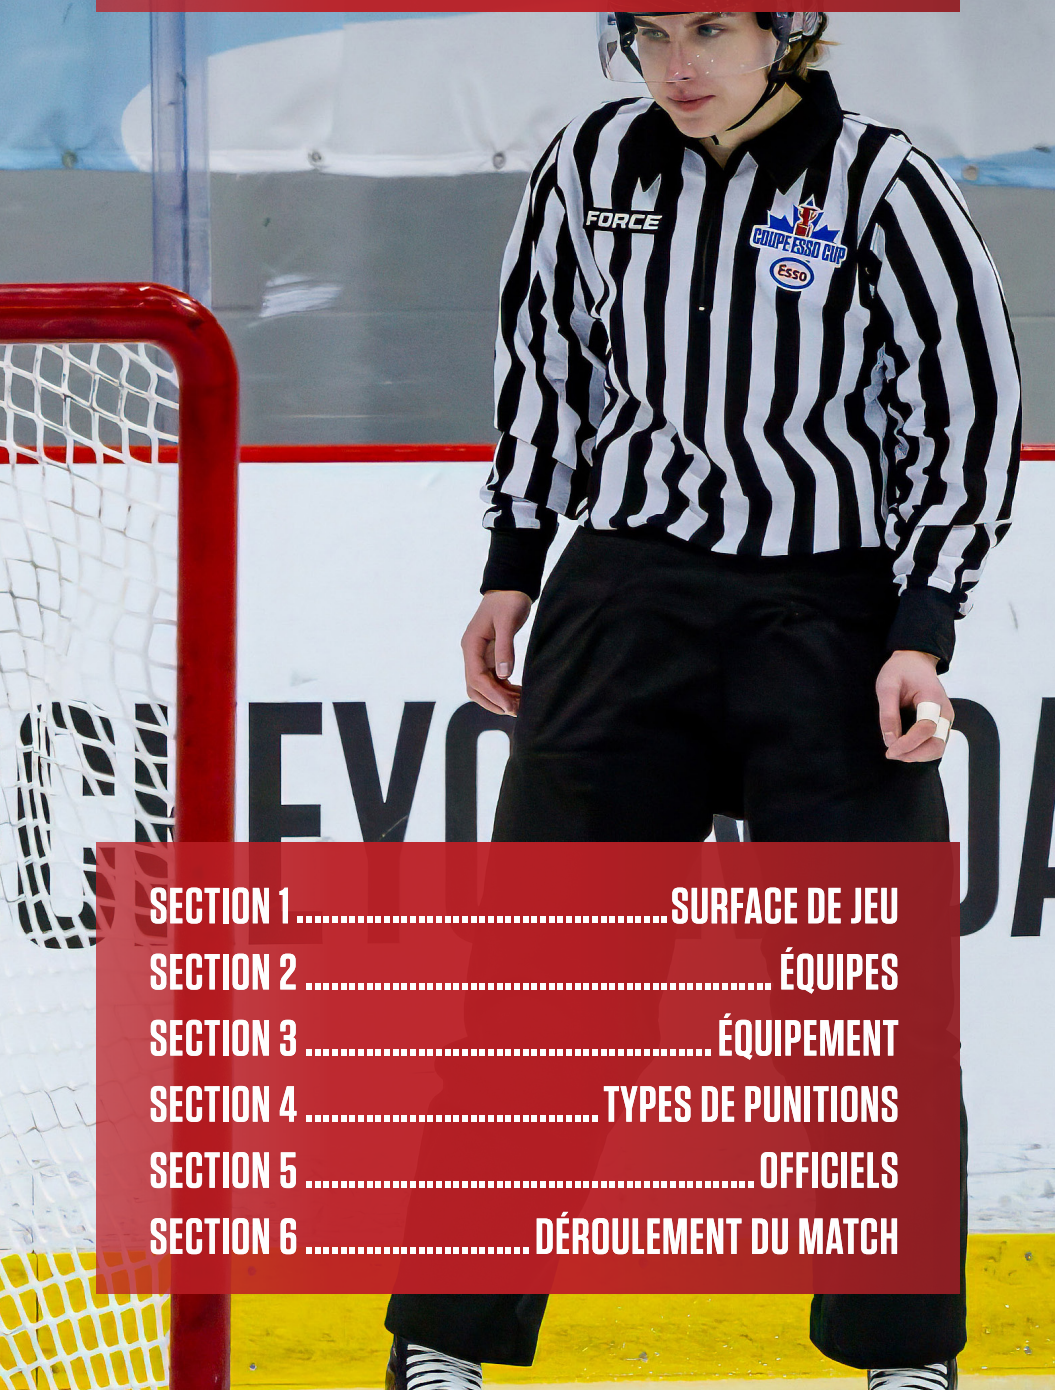 FORCE
COUPE ESSO CUP
Esso
SECTION 1 SURFACE DE JEU
SECTION 2 ÉQUIPES
SECTION 3 ÉQUIPEMENT
SECTION 4 TYPES DE PUNITIONS
SECTION 5 OFFICIELS
SECTION 6 DÉROULEMENT DU MATCH